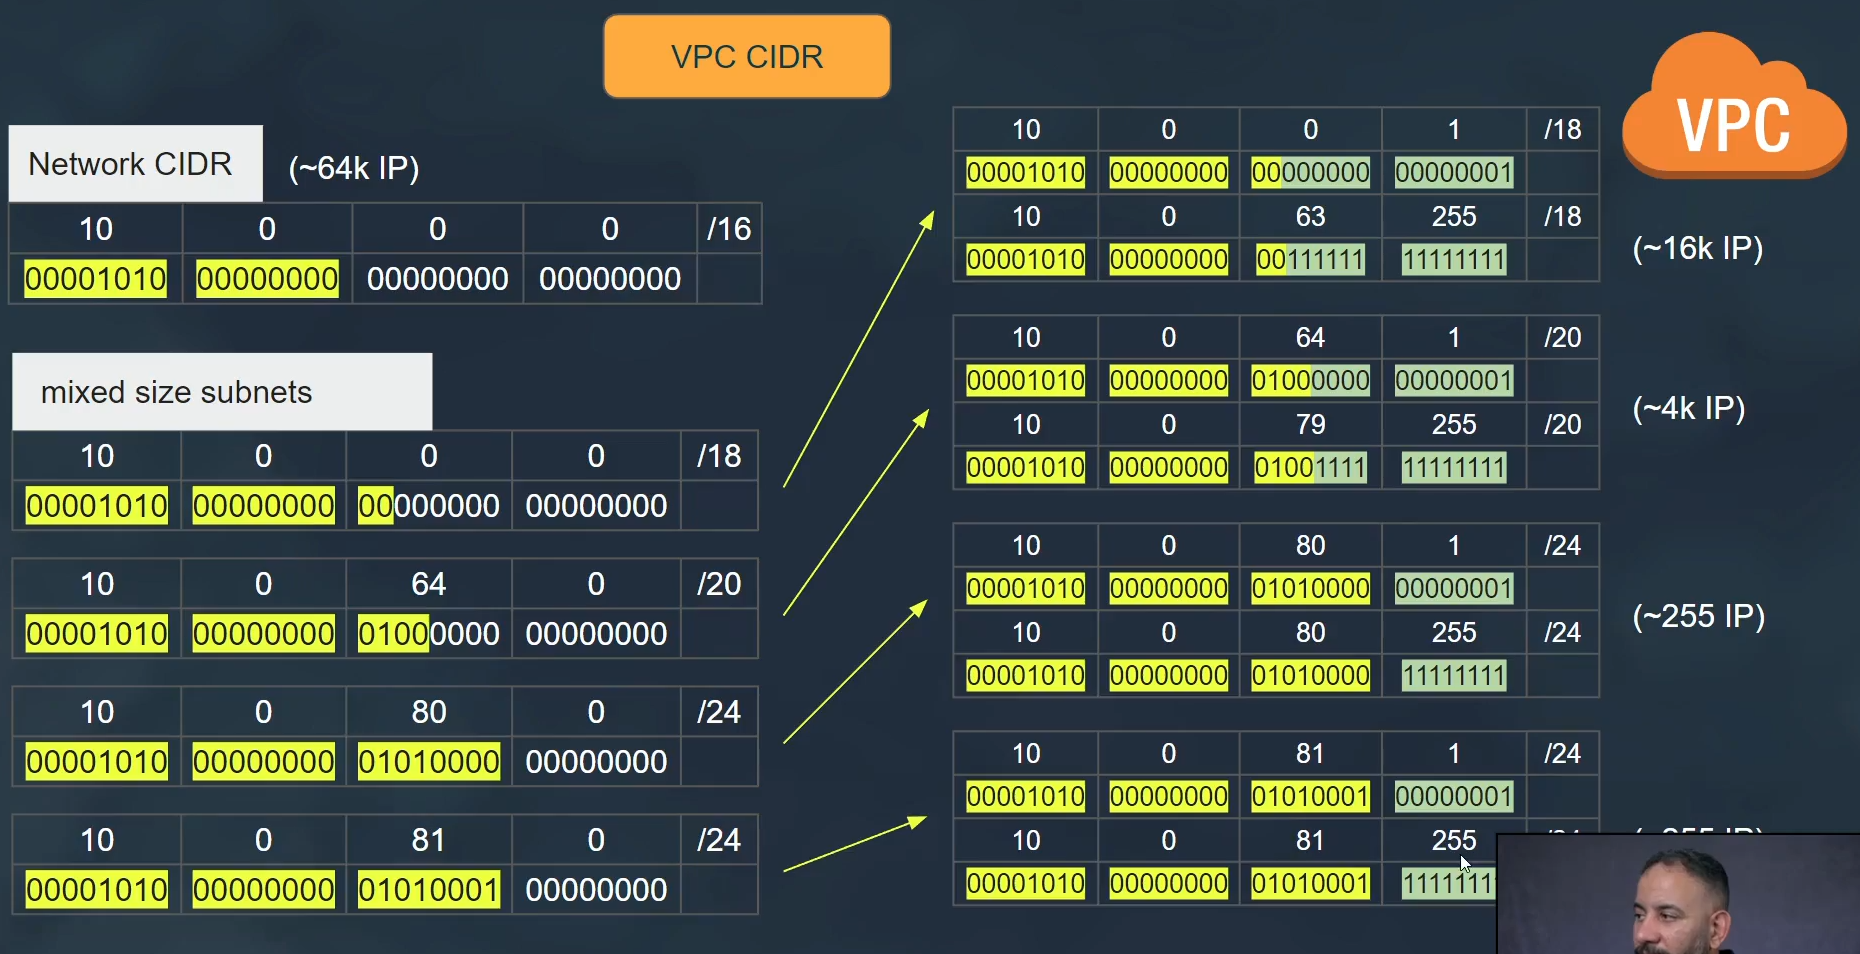 VPC CIDR
VPC
Network CIDR (~64k IP)
10 0 0 0 /16
00001010 00000000 00000000 00000000
mixed size subnets
10 0 0 0 /18
00001010 00000000 00000000 00000000
10 0 64 0 /20
00001010 00000000 01000000 00000000
10 0 80 0 /24
00001010 00000000 01010000 00000000
10 0 81 0 /24
00001010 00000000 01010001 00000000
10 0 0 1 /18
00001010 00000000 00000000 00000001
10 0 63 255 /18
00001010 00000000 00111111 11111111
(~16k IP)
10 0 64 1 /20
00001010 00000000 01000000 00000001
10 0 79 255 /20
00001010 00000000 01001111 11111111
(~4k IP)
10 0 80 1 /24
00001010 00000000 01010000 00000001
10 0 80 255 /24
00001010 00000000 01010000 11111111
(~255 IP)
10 0 81 1 /24
00001010 00000000 01010001 00000001
10 0 81 255
00001010 00000000 01010001